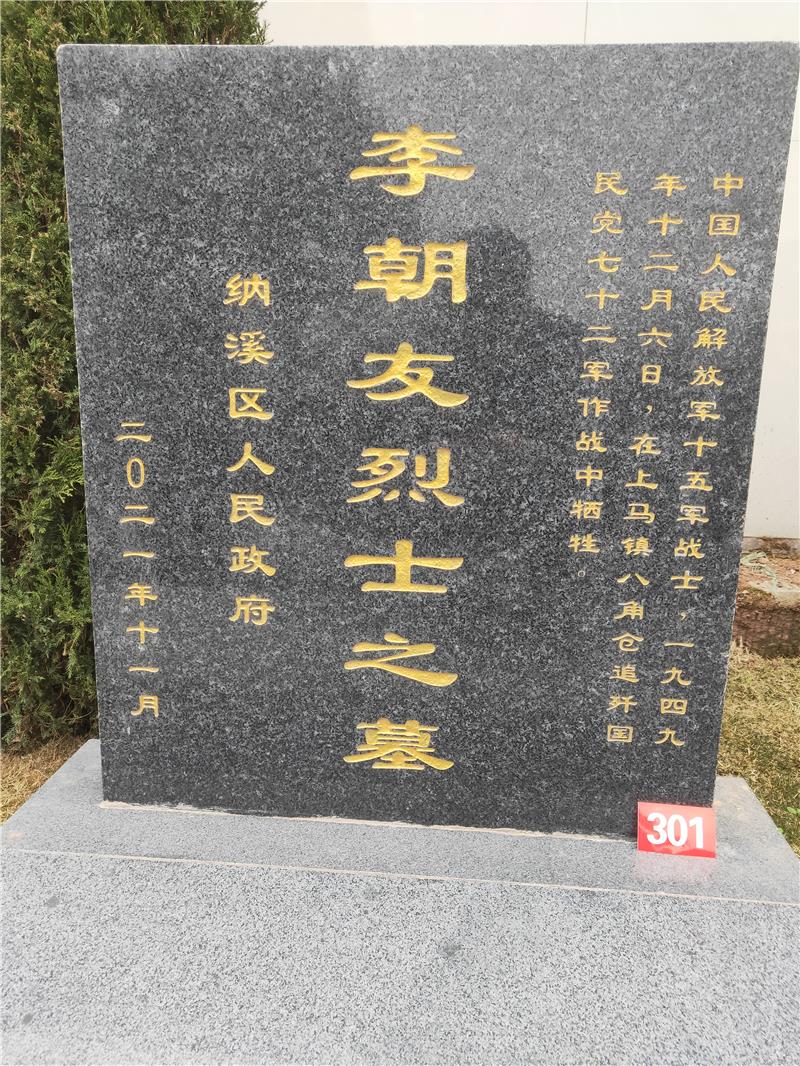 中国人民解放军十五军战士，一九四九
年十二月六日，在上马镇八角仓追歼国
民党七十二军作战中牺牲。
李朝友烈士之墓
纳溪区人民政府
二0二一年十一月
301